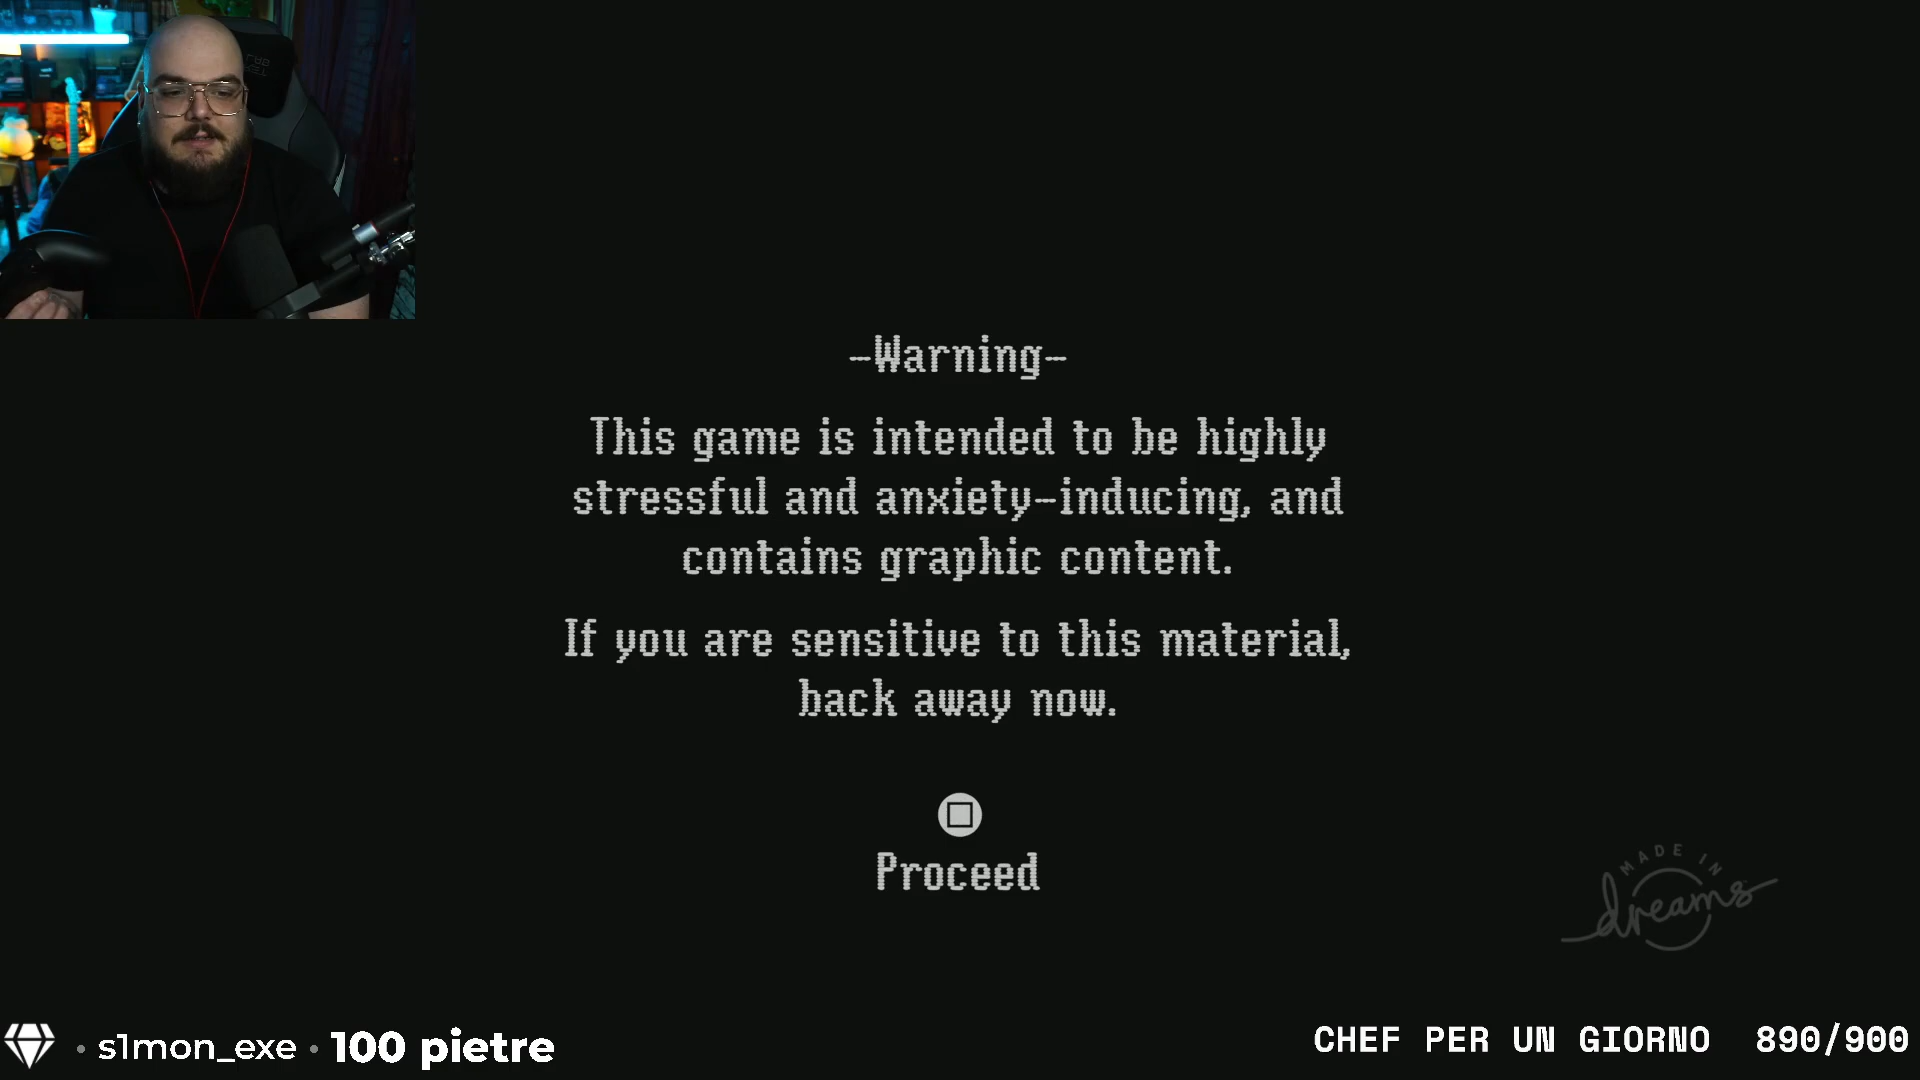 -Warning-
This game is intended to be highly
stressful and anxiety-inducing, and
contains graphic content.
If you are sensitive to this material,
back away now.
Proceed
MADE IN
dreams
• s1mon_exe • 100 pietre
CHEF PER UN GIORNO 890/900